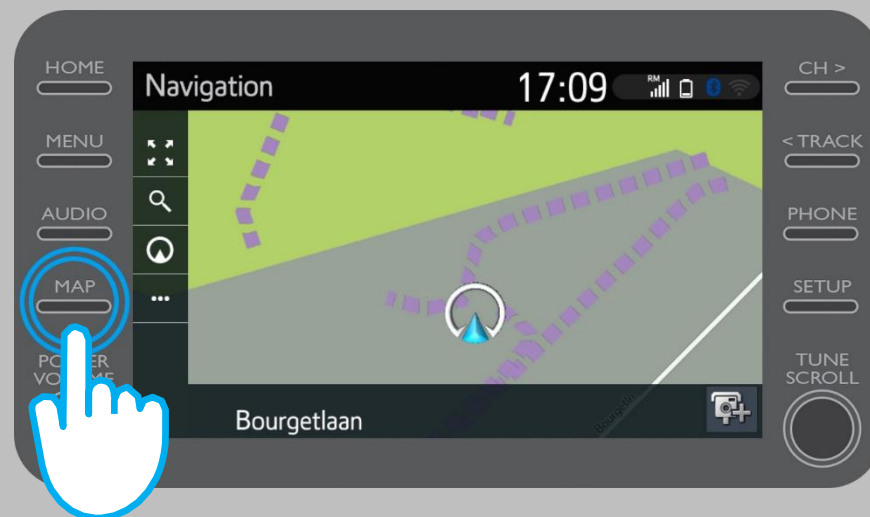 HOME
MENU
AUDIO
MAP
Navigation
17:09
RM
Bourgetlaan
CH >
< TRACK
PHONE
SETUP
TUNE
SCROLL